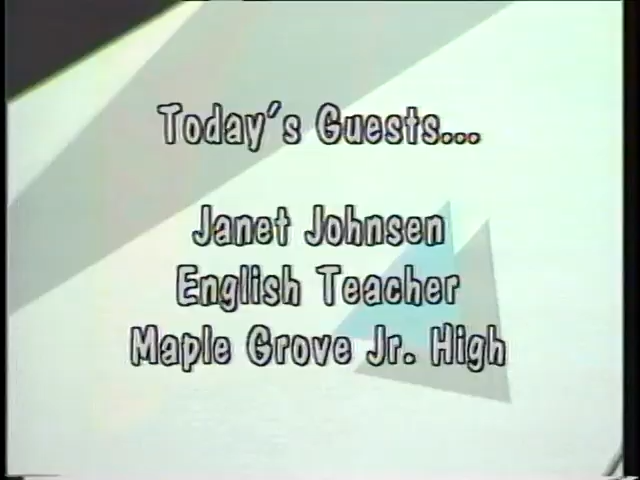 Today's Guests...
Janet Johnsen
English Teacher
Maple Grove Jr. High